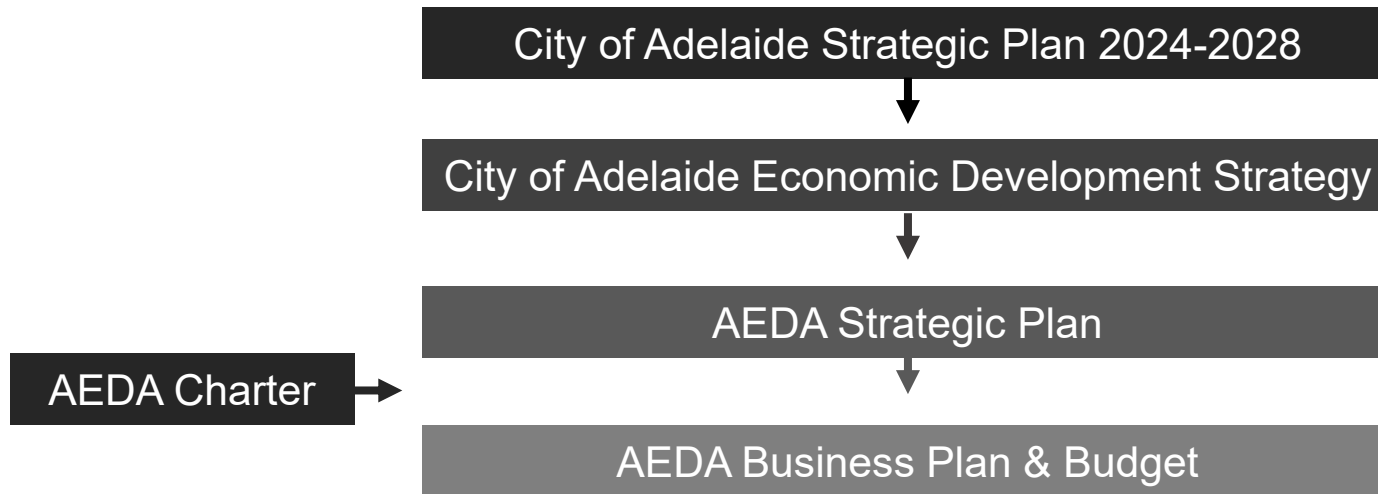 City of Adelaide Strategic Plan 2024-2028
City of Adelaide Economic Development Strategy
AEDA Strategic Plan
AEDA Charter
AEDA Business Plan & Budget